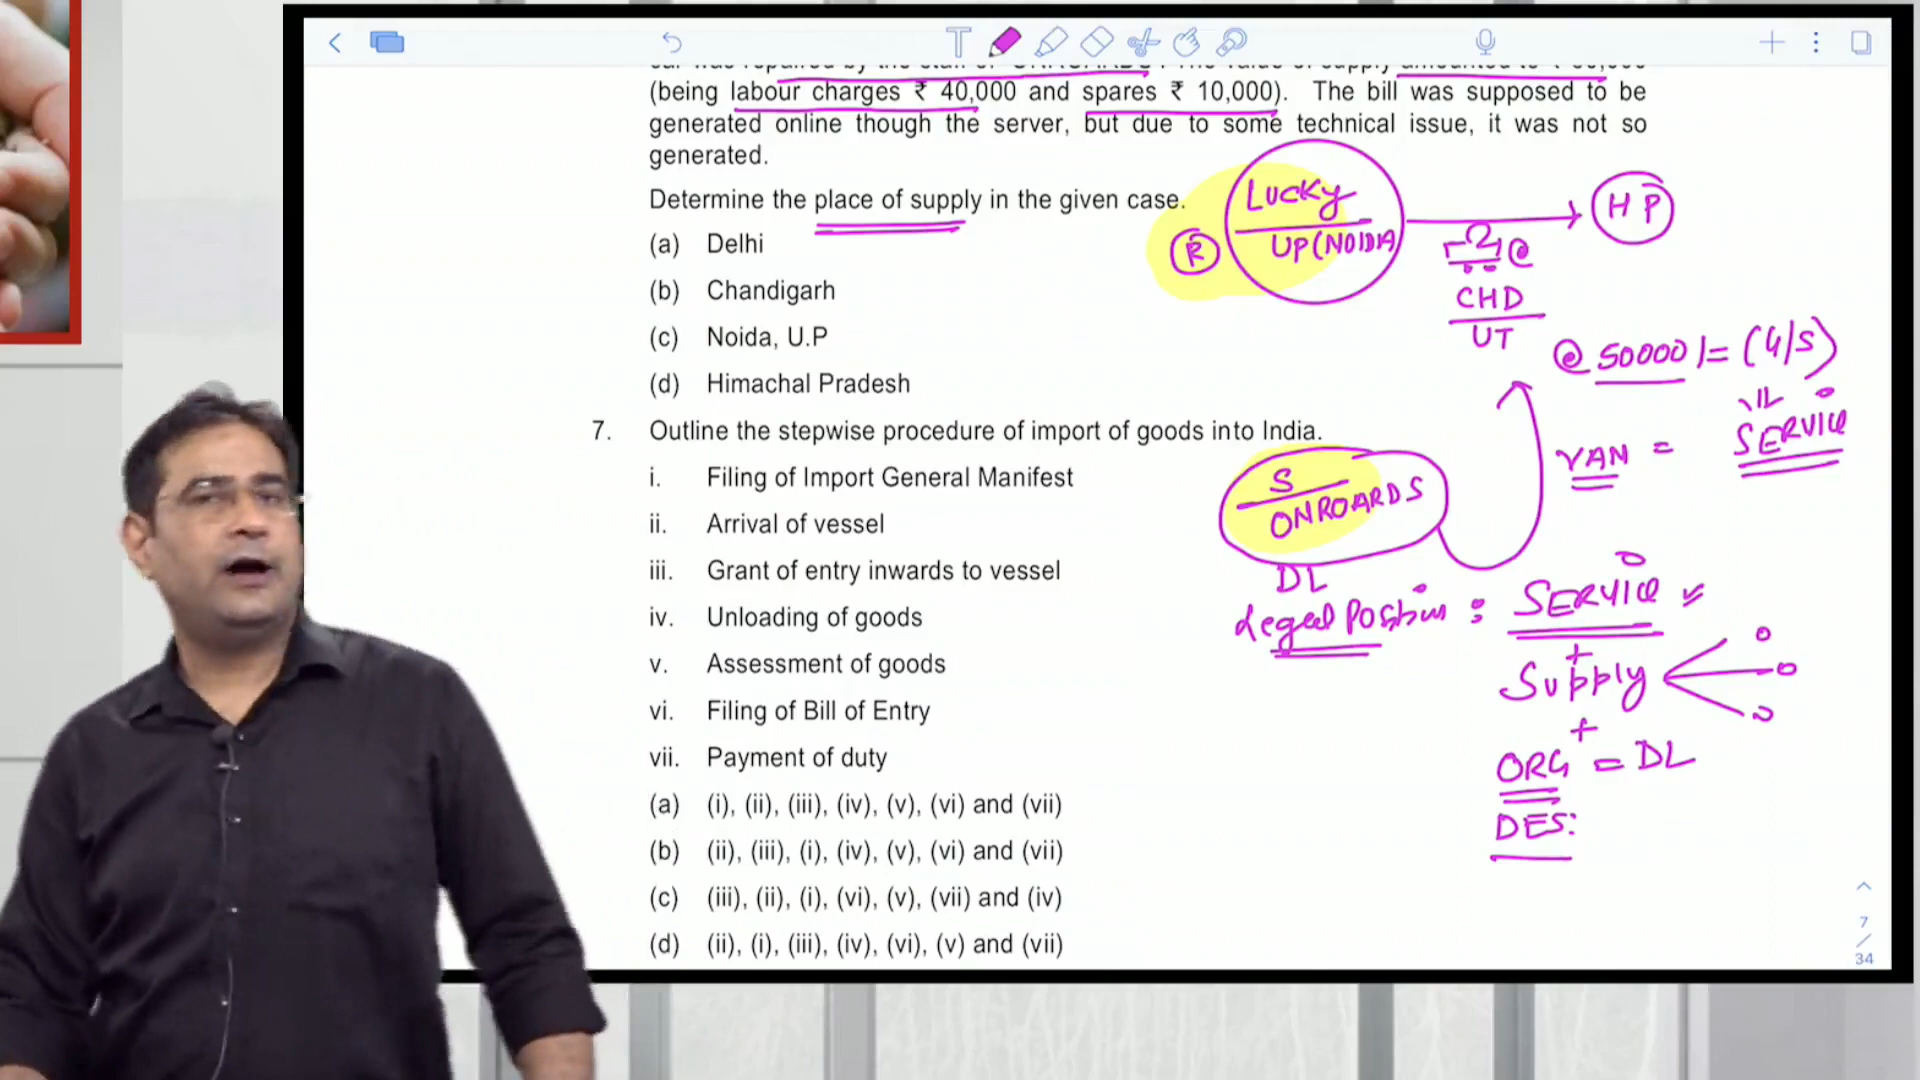 (being labour charges ₹ 40,000 and spares ₹ 10,000). The bill was supposed to be
generated online though the server, but due to some technical issue, it was not so
generated.
Determine the place of supply in the given case.
(a) Delhi
(b) Chandigarh
(c) Noida, U.P
(d) Himachal Pradesh
7. Outline the stepwise procedure of import of goods into India.
i. Filing of Import General Manifest
ii. Arrival of vessel
iii. Grant of entry inwards to vessel
iv. Unloading of goods
v. Assessment of goods
vi. Filing of Bill of Entry
vii. Payment of duty
(a) (i), (ii), (iii), (iv), (v), (vi) and (vii)
(b) (ii), (iii), (i), (iv), (v), (vi) and (vii)
(c) (iii), (ii), (i), (vi), (v), (vii) and (iv)
(d) (ii), (i), (iii), (iv), (vi), (v) and (vii)
Lucky
UP(NOIDA)
R
HP
CHD
UT
@ 50000/= (G/S)
VAN = SERVICE
S
ONROARDS
DL
Legal Position : SERVICE
+
Supply
+
ORG = DL
DES:
7
/
34